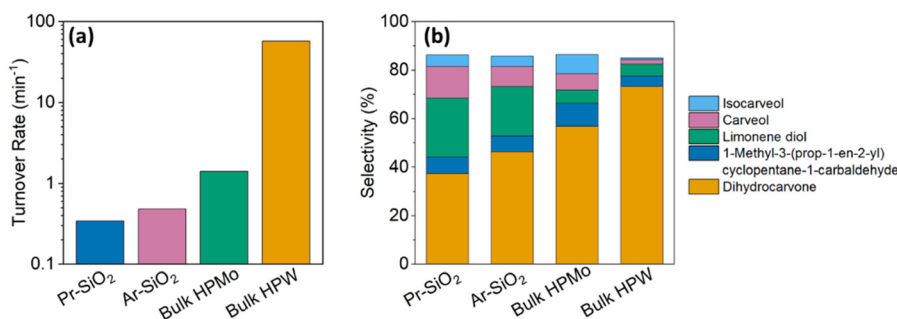 (a)
Turnover Rate (min⁻¹)
100
10
1
0.1
Pr-SiO₂
Ar-SiO₂
Bulk HPMo
Bulk HPW
(b)
Selectivity (%)
100
80
60
40
20
0
Pr-SiO₂
Ar-SiO₂
Bulk HPMo
Bulk HPW
Isocarveol
Carveol
Limonene diol
1-Methyl-3-(prop-1-en-2-yl)
cyclopentane-1-carbaldehyde
Dihydrocarvone